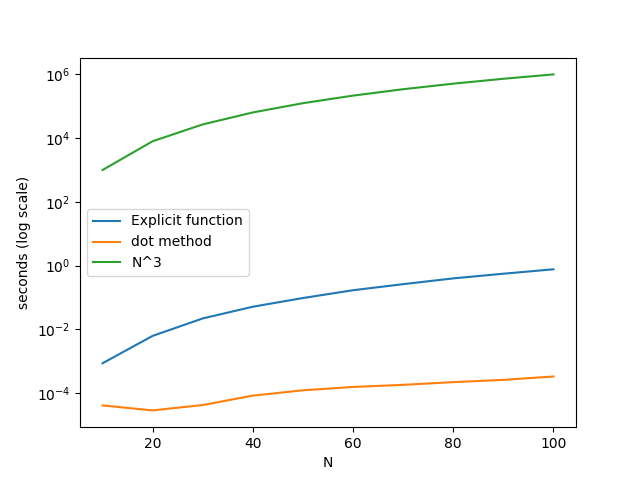 10^6
10^4
10^2
10^0
10^-2
10^-4
seconds (log scale)
Explicit function
dot method
N^3
20 40 60 80 100
N